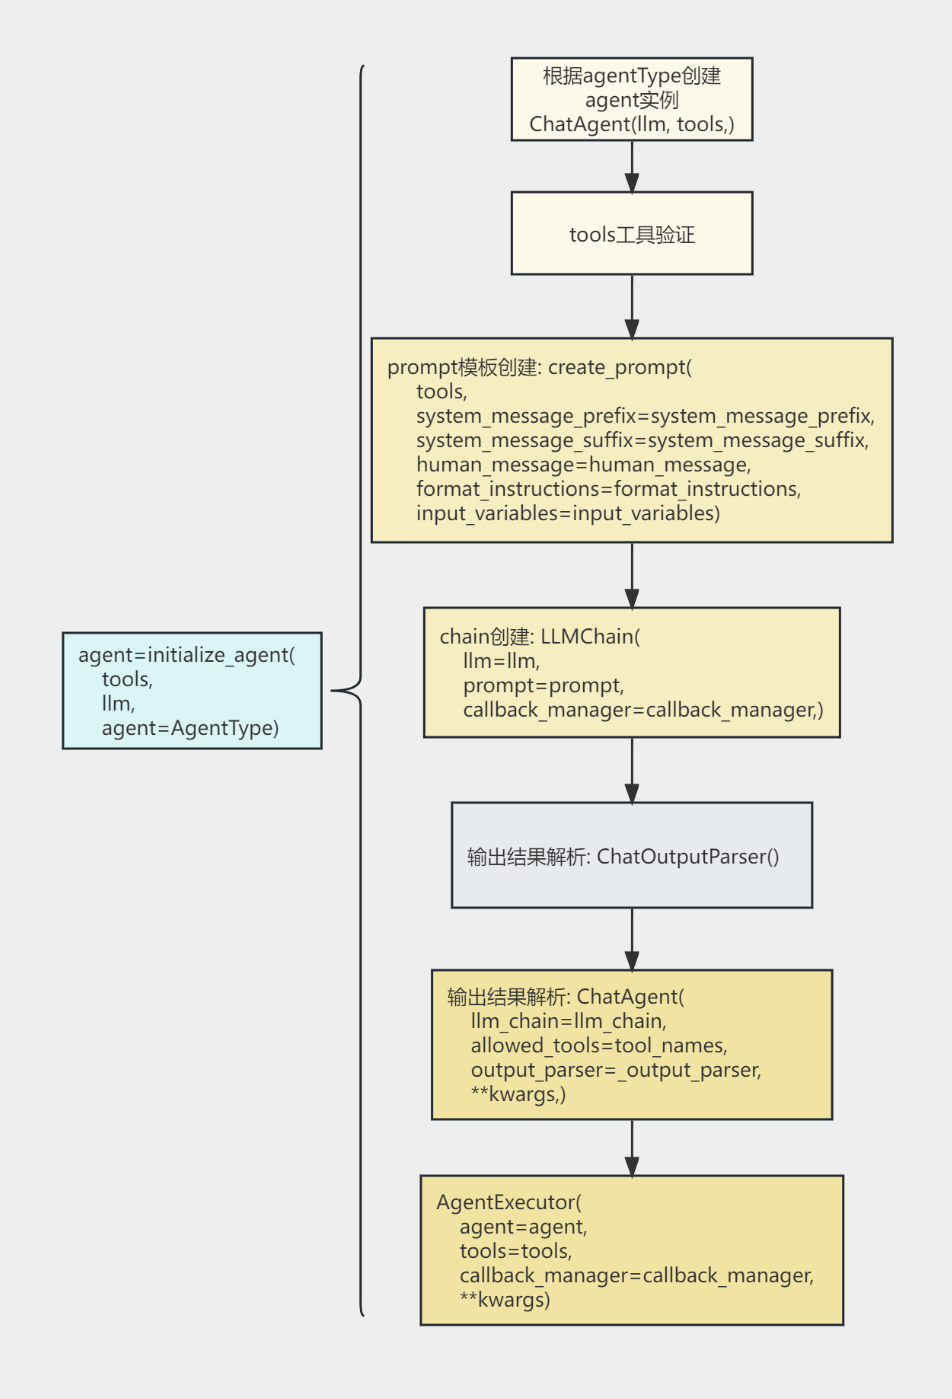 agent=initialize_agent(
tools,
llm,
agent=AgentType)
根据agentType创建
agent实例
ChatAgent(llm, tools,)
tools工具验证
prompt模板创建: create_prompt(
tools,
system_message_prefix=system_message_prefix,
system_message_suffix=system_message_suffix,
human_message=human_message,
format_instructions=format_instructions,
input_variables=input_variables)
chain创建: LLMChain(
llm=llm,
prompt=prompt,
callback_manager=callback_manager,)
输出结果解析: ChatOutputParser()
输出结果解析: ChatAgent(
llm_chain=llm_chain,
allowed_tools=tool_names,
output_parser=_output_parser,
**kwargs,)
AgentExecutor(
agent=agent,
tools=tools,
callback_manager=callback_manager,
**kwargs)